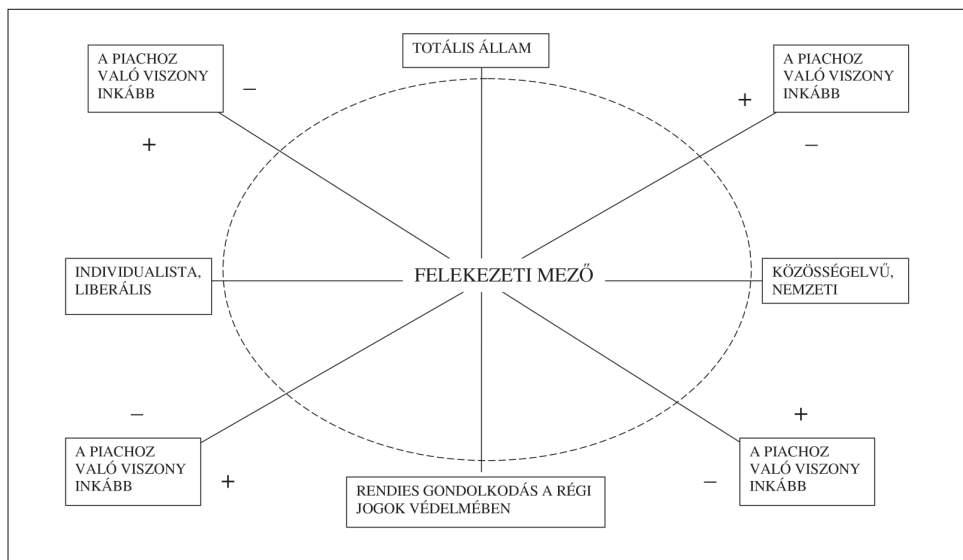 A PIACHOZ
VALÓ VISZONY
INKÁBB
–
+
TOTÁLIS ÁLLAM
A PIACHOZ
VALÓ VISZONY
INKÁBB
+
–
INDIVIDUALISTA,
LIBERÁLIS
FELEKEZETI MEZŐ
KÖZÖSSÉGELVŰ,
NEMZETI
–
A PIACHOZ
VALÓ VISZONY
INKÁBB
+
RENDIES GONDOLKODÁS A RÉGI
JOGOK VÉDELMÉBEN
+
–
A PIACHOZ
VALÓ VISZONY
INKÁBB